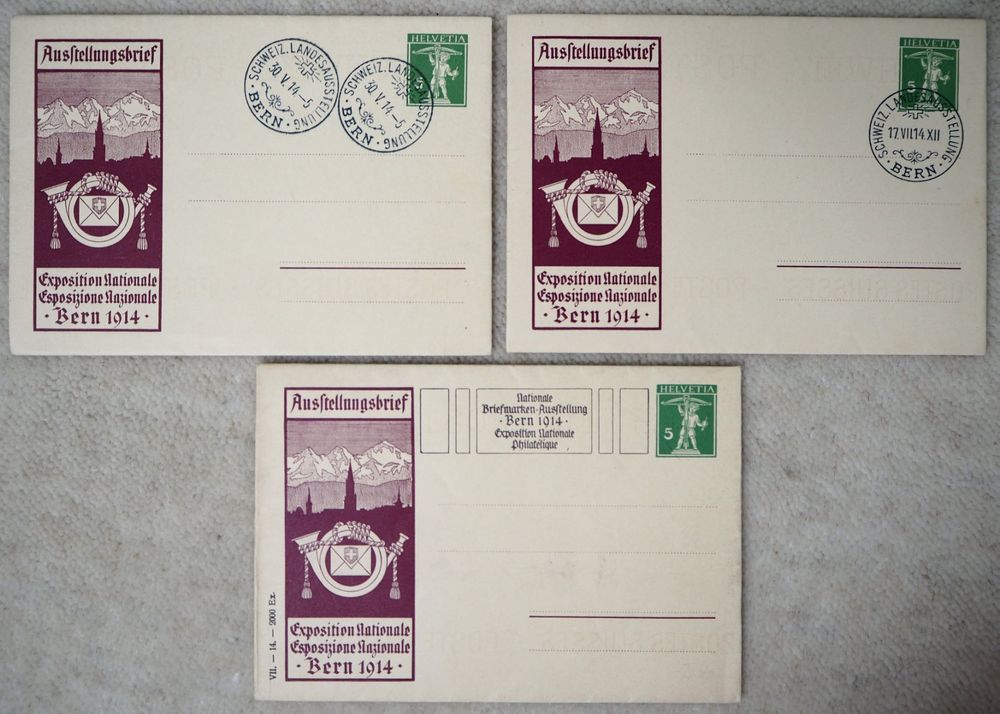 Ausstellungsbrief
Exposition Nationale
Esposizione Nazionale
· Bern 1914 ·
SCHWEIZ. LANDESAUSSTELLUNG
30 V. 14 – 5
· BERN ·
SCHWEIZ. LANDESAUSSTELLUNG
30 V. 14 – 5
· BERN ·
HELVETIA
Ausstellungsbrief
Exposition Nationale
Esposizione Nazionale
· Bern 1914 ·
HELVETIA
5
SCHWEIZ. LANDESAUSSTELLUNG
17 VII 14 XII
· BERN ·
Ausstellungsbrief
Exposition Nationale
Esposizione Nazionale
· Bern 1914 ·
VII. — 14. — 2000 Ex.
Nationale
Briefmarken-Ausstellung
· Bern 1914 ·
Exposition Nationale
Philatélique
HELVETIA
5